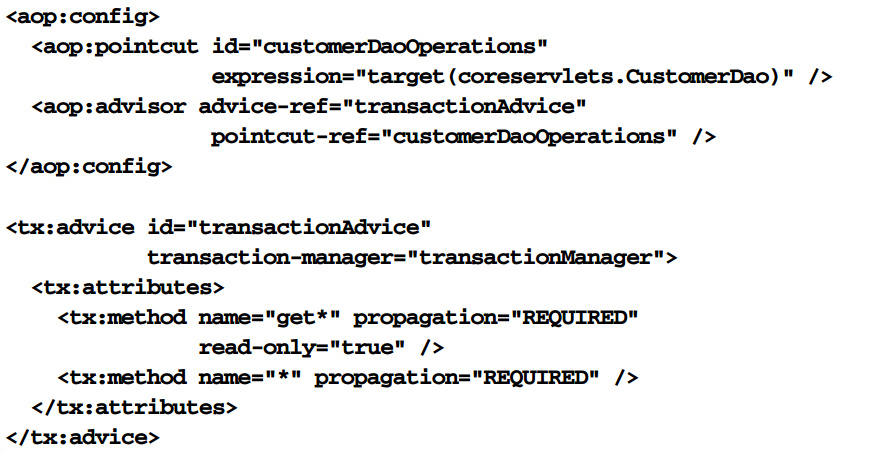 <aop:config>
  <aop:pointcut id="customerDaoOperations"
                expression="target(coreservlets.CustomerDao)" />
  <aop:advisor advice-ref="transactionAdvice"
                pointcut-ref="customerDaoOperations" />
</aop:config>

<tx:advice id="transactionAdvice"
           transaction-manager="transactionManager">
  <tx:attributes>
    <tx:method name="get*" propagation="REQUIRED"
               read-only="true" />
    <tx:method name="*" propagation="REQUIRED" />
  </tx:attributes>
</tx:advice>